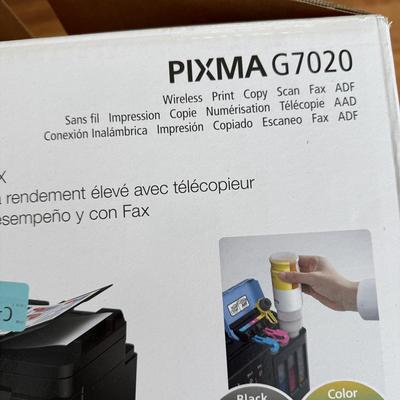 PIXMA G7020
Wireless Print Copy Scan Fax ADF
Sans fil Impression Copie Numérisation Télécopie AAD
Conexión Inalámbrica Impresión Copiado Escaneo Fax ADF
X
rendement élevé avec télécopieur
esempeño y con Fax
Black
Color